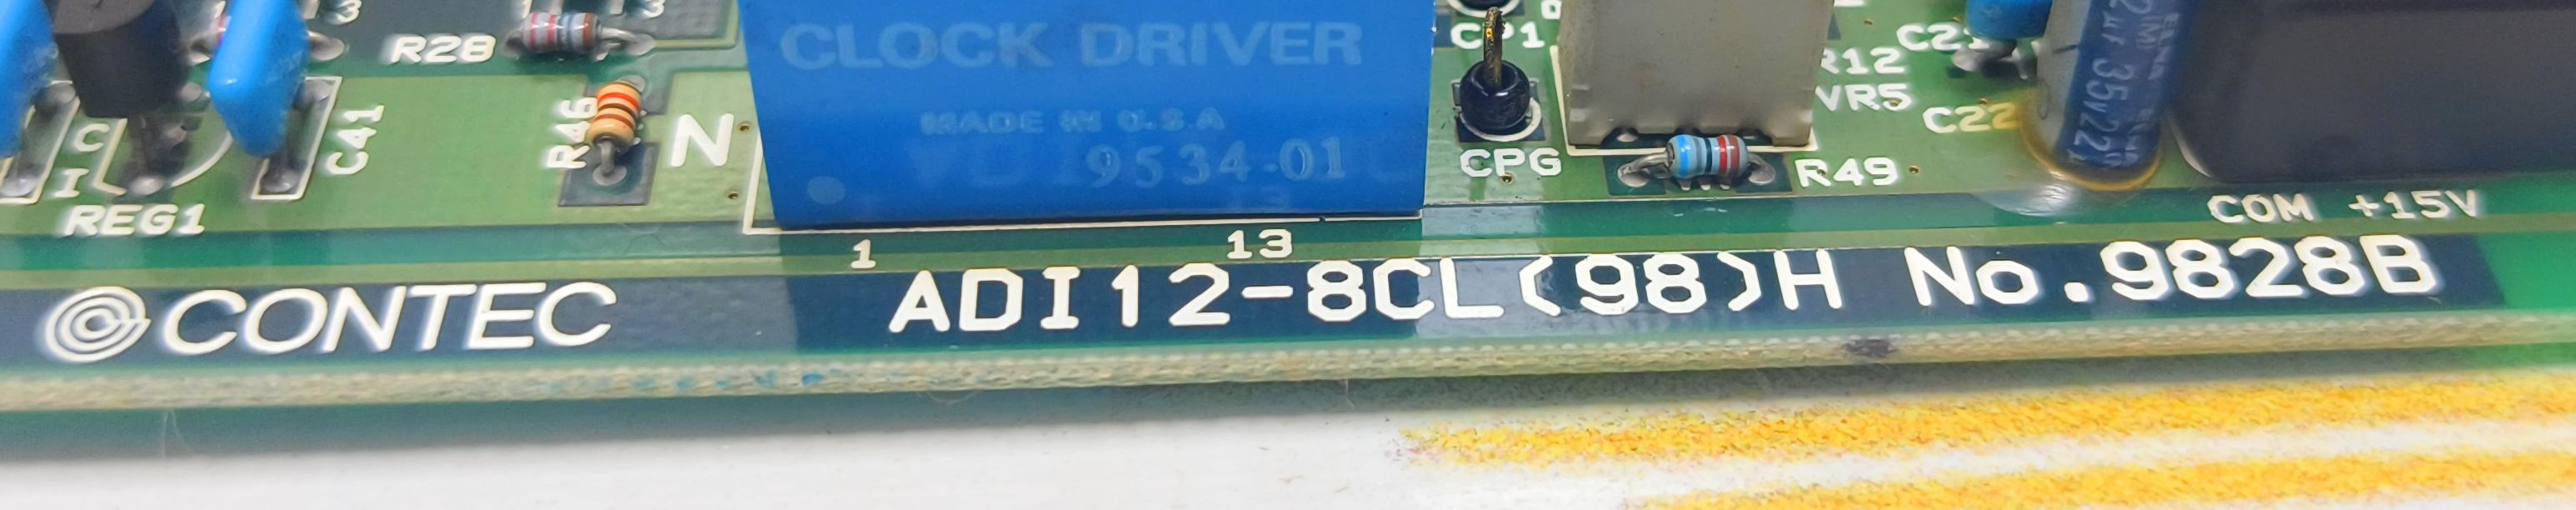 R28
CLOCK DRIVER
CP1
R12
C21
VR5
C22
R46
N
MADE IN U.S.A
9534-01
C41
C
I
CPG
R49
REG1
COM +15V
1
13
CONTEC
ADI12-8CL(98)H No.9828B